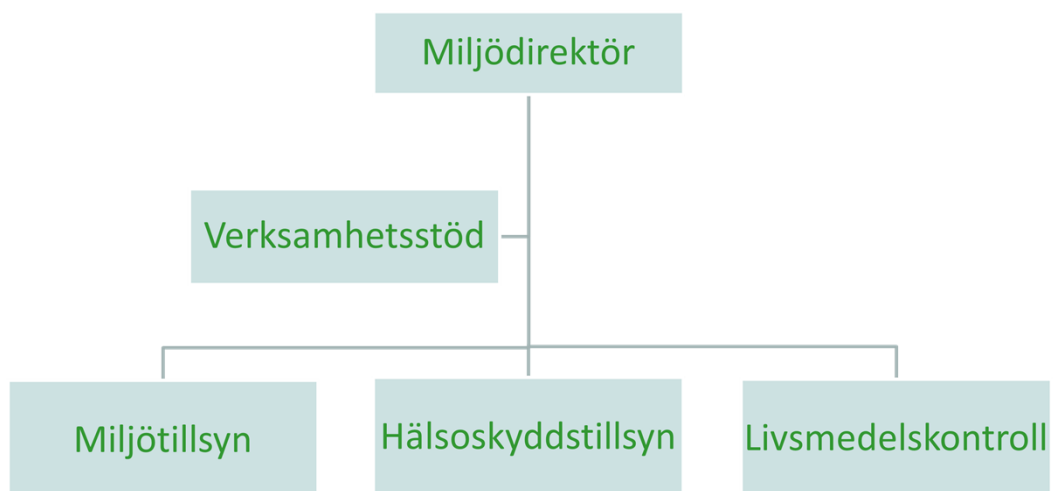 Miljödirektör
Verksamhetsstöd
Miljötillsyn
Hälsoskyddstillsyn
Livsmedelskontroll